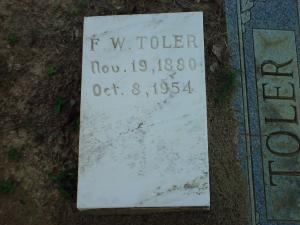 F. W. TOLER
Nov. 19, 1880
Oct. 8, 1954
TOLER